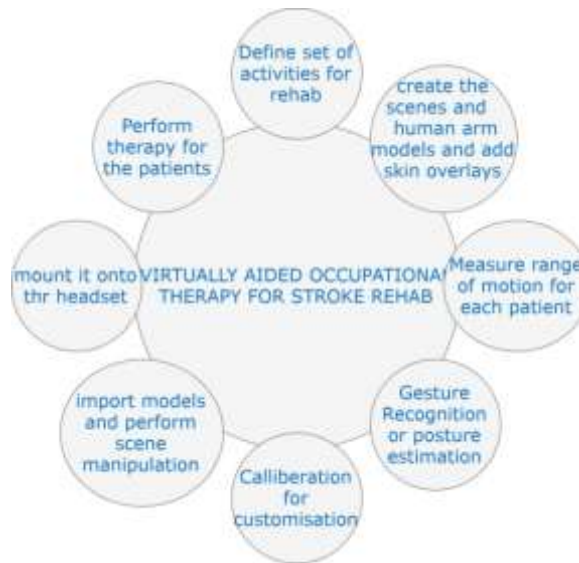 Define set of
activities for
rehab
create the
scenes and
human arm
models and add
skin overlays
Measure range
of motion for
each patient
Gesture
Recognition
or posture
estimation
Calliberation
for
customisation
import models
and perform
scene
manipulation
mount it onto
thr headset
Perform
therapy for
the patients
VIRTUALLY AIDED OCCUPATIONA
THERAPY FOR STROKE REHAB